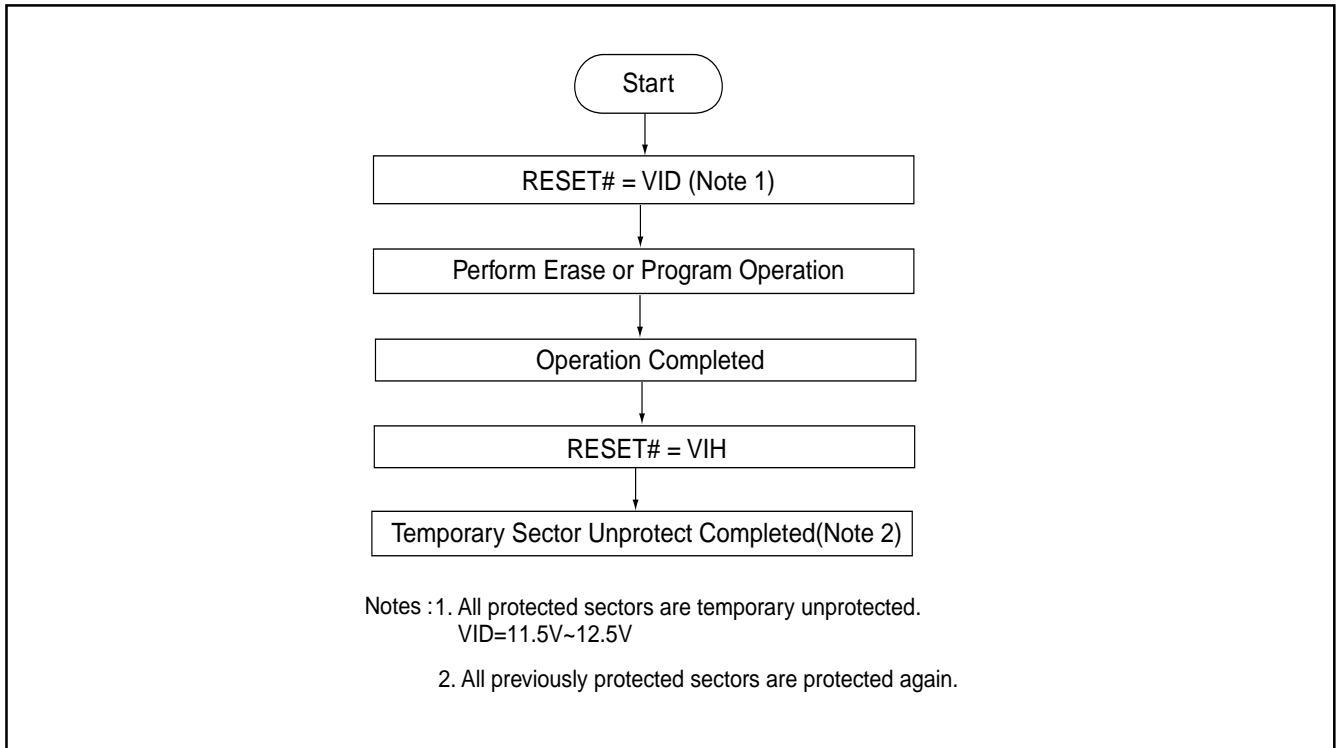 Start
RESET# = VID (Note 1)
Perform Erase or Program Operation
Operation Completed
RESET# = VIH
Temporary Sector Unprotect Completed(Note 2)
Notes :1. All protected sectors are temporary unprotected.
VID=11.5V~12.5V
2. All previously protected sectors are protected again.